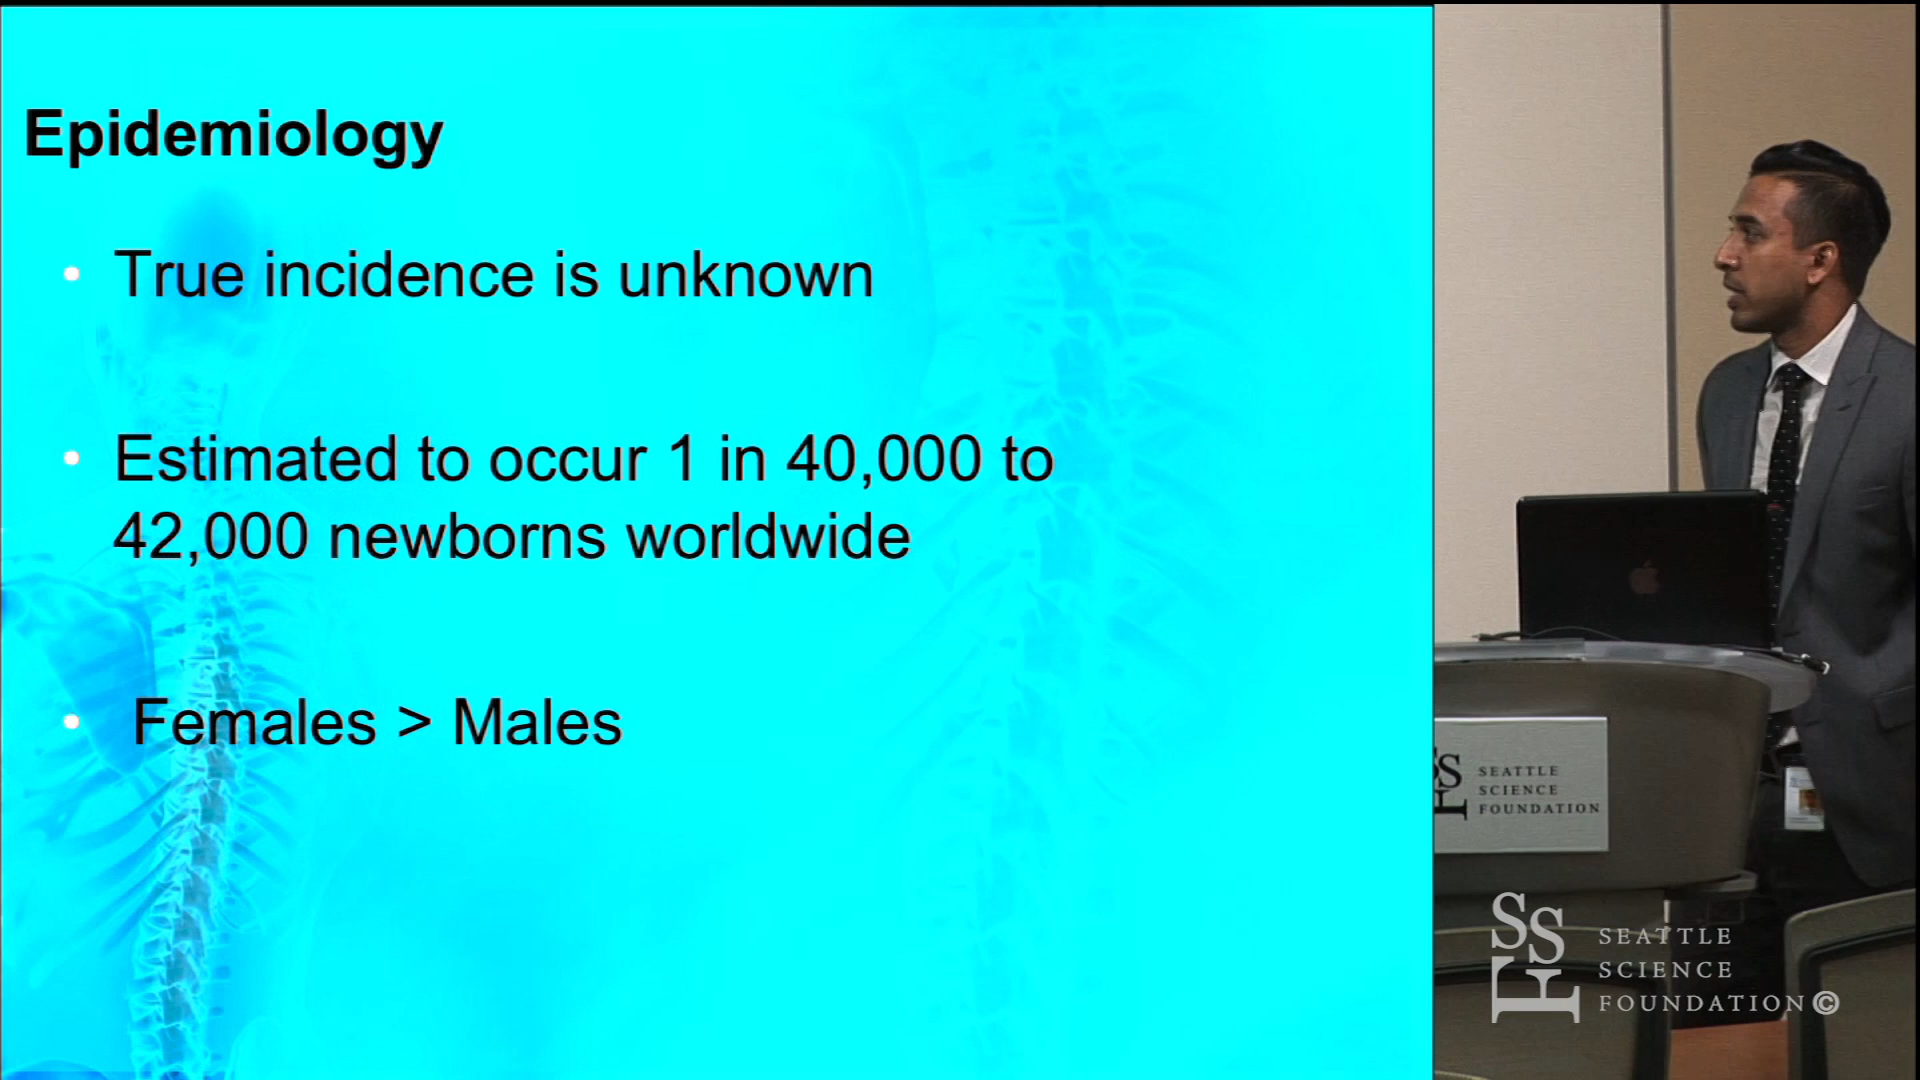 Epidemiology
• True incidence is unknown
• Estimated to occur 1 in 40,000 to
42,000 newborns worldwide
• Females > Males
SEATTLE
SCIENCE
FOUNDATION
SSF
SEATTLE
SCIENCE
FOUNDATION©